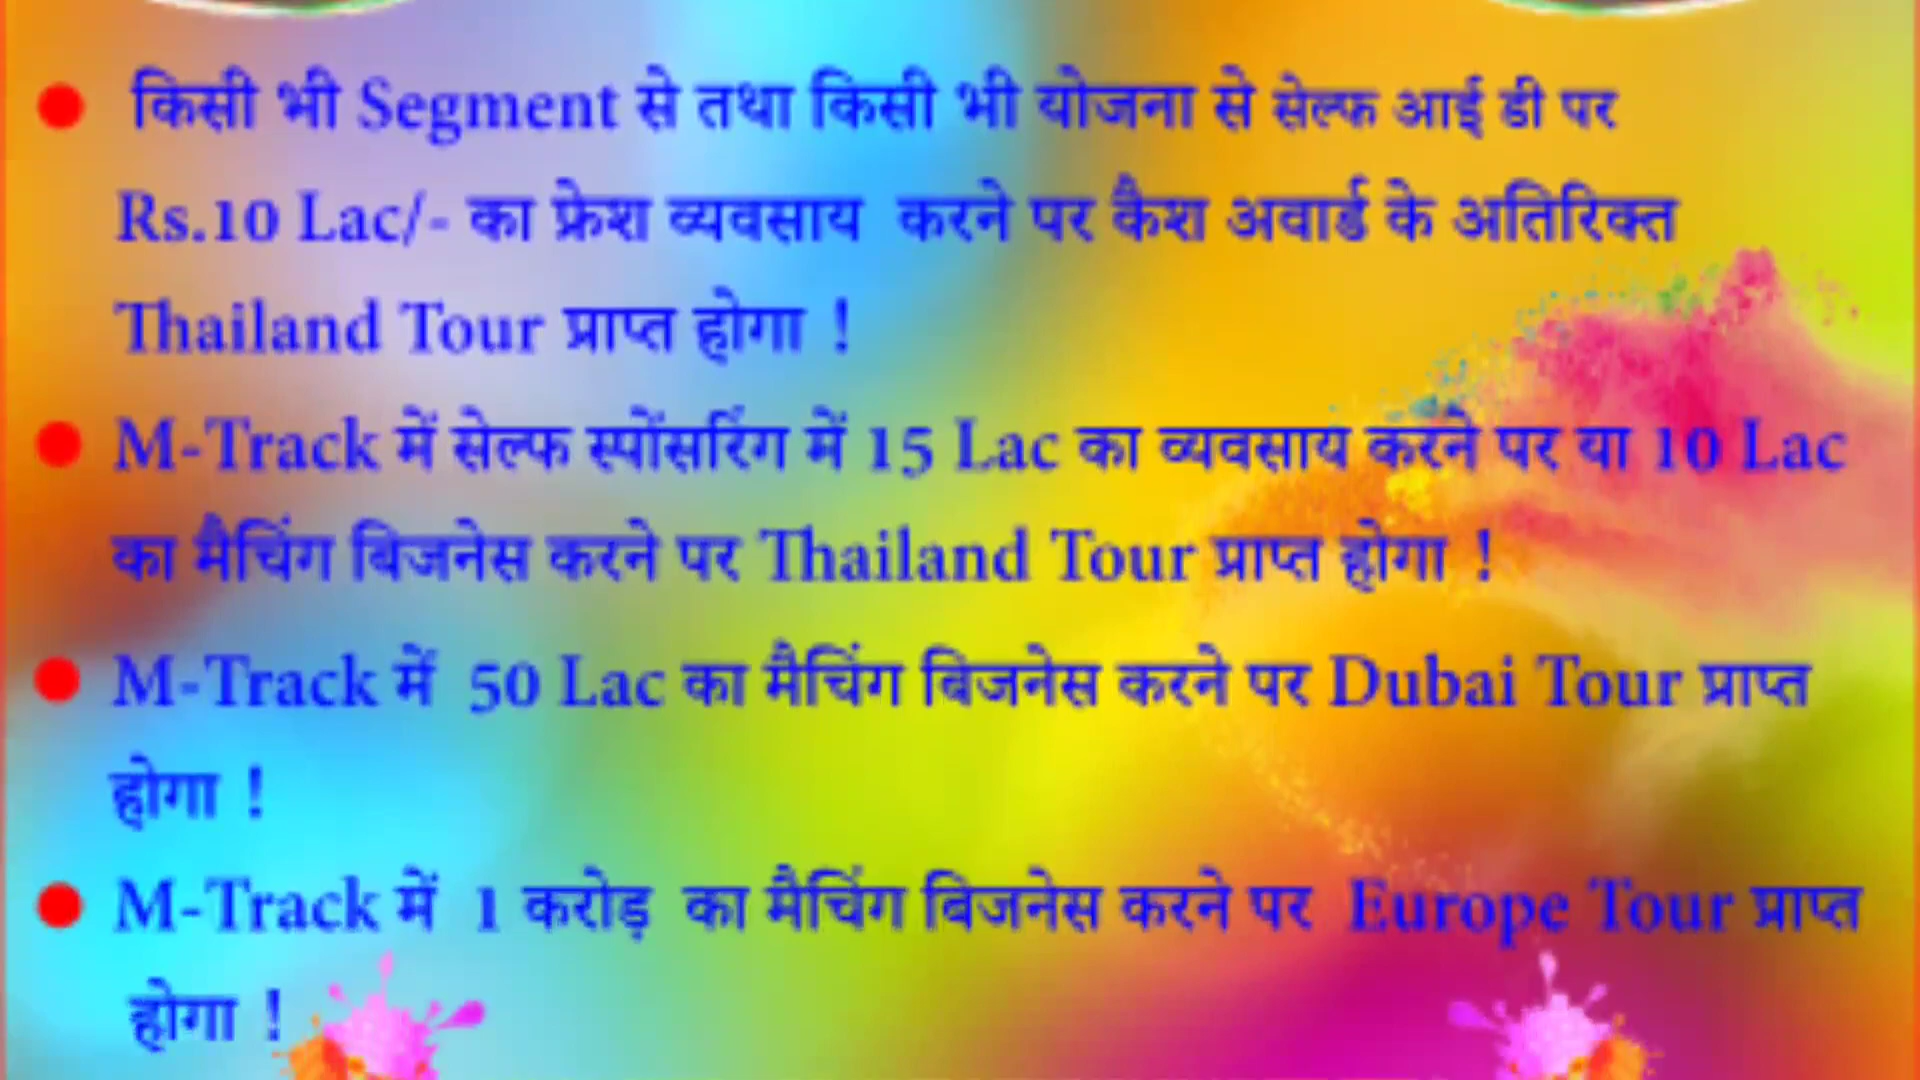 किसी भी Segment से तथा किसी भी योजना से सेल्फ आई डी पर
Rs.10 Lac/- का फ्रेश व्यवसाय करने पर कैश अवार्ड के अतिरिक्त
Thailand Tour प्राप्त होगा !
M-Track में सेल्फ स्पोंसरिंग में 15 Lac का व्यवसाय करने पर या 10 Lac
का मैचिंग बिजनेस करने पर Thailand Tour प्राप्त होगा !
M-Track में 50 Lac का मैचिंग बिजनेस करने पर Dubai Tour प्राप्त
होगा !
M-Track में 1 करोड़ का मैचिंग बिजनेस करने पर Europe Tour प्राप्त
होगा !